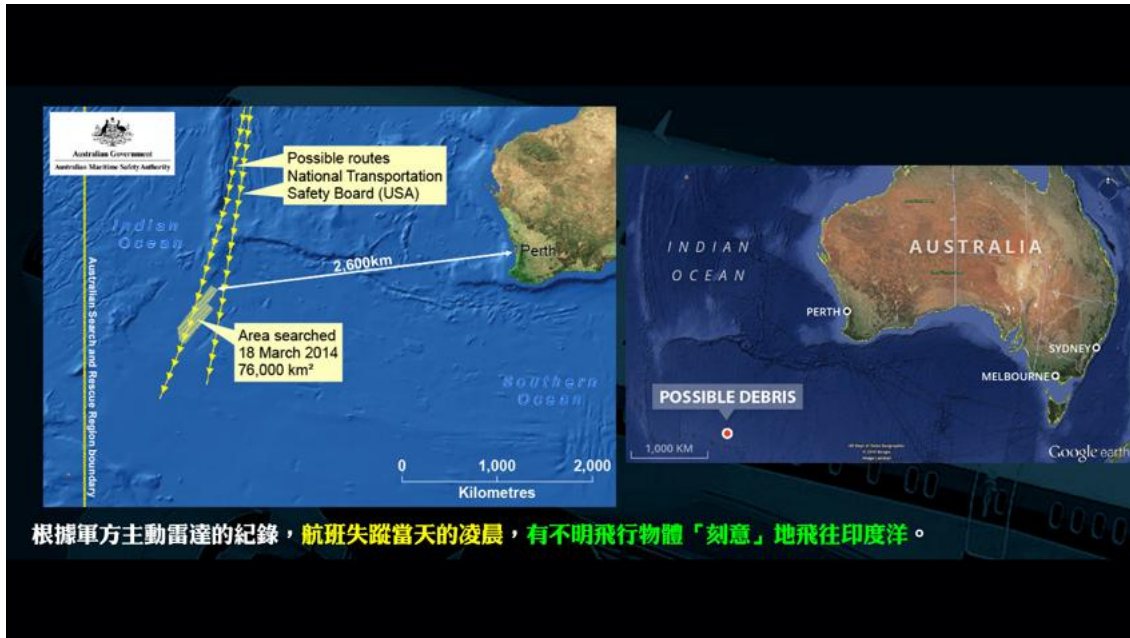 Australian Government
Australian Maritime Safety Authority
Possible routes
National Transportation
Safety Board (USA)
Indian
Ocean
Perth
2,600km
Area searched
18 March 2014
76,000 km²
Southern
Ocean
Australian Search and Rescue Region boundary
0 1,000 2,000
Kilometres
INDIAN
OCEAN
AUSTRALIA
PERTH
SYDNEY
MELBOURNE
POSSIBLE DEBRIS
1,000 KM
Google earth
根據軍方主動雷達的紀錄，航班失蹤當天的凌晨，有不明飛行物體「刻意」地飛往印度洋。